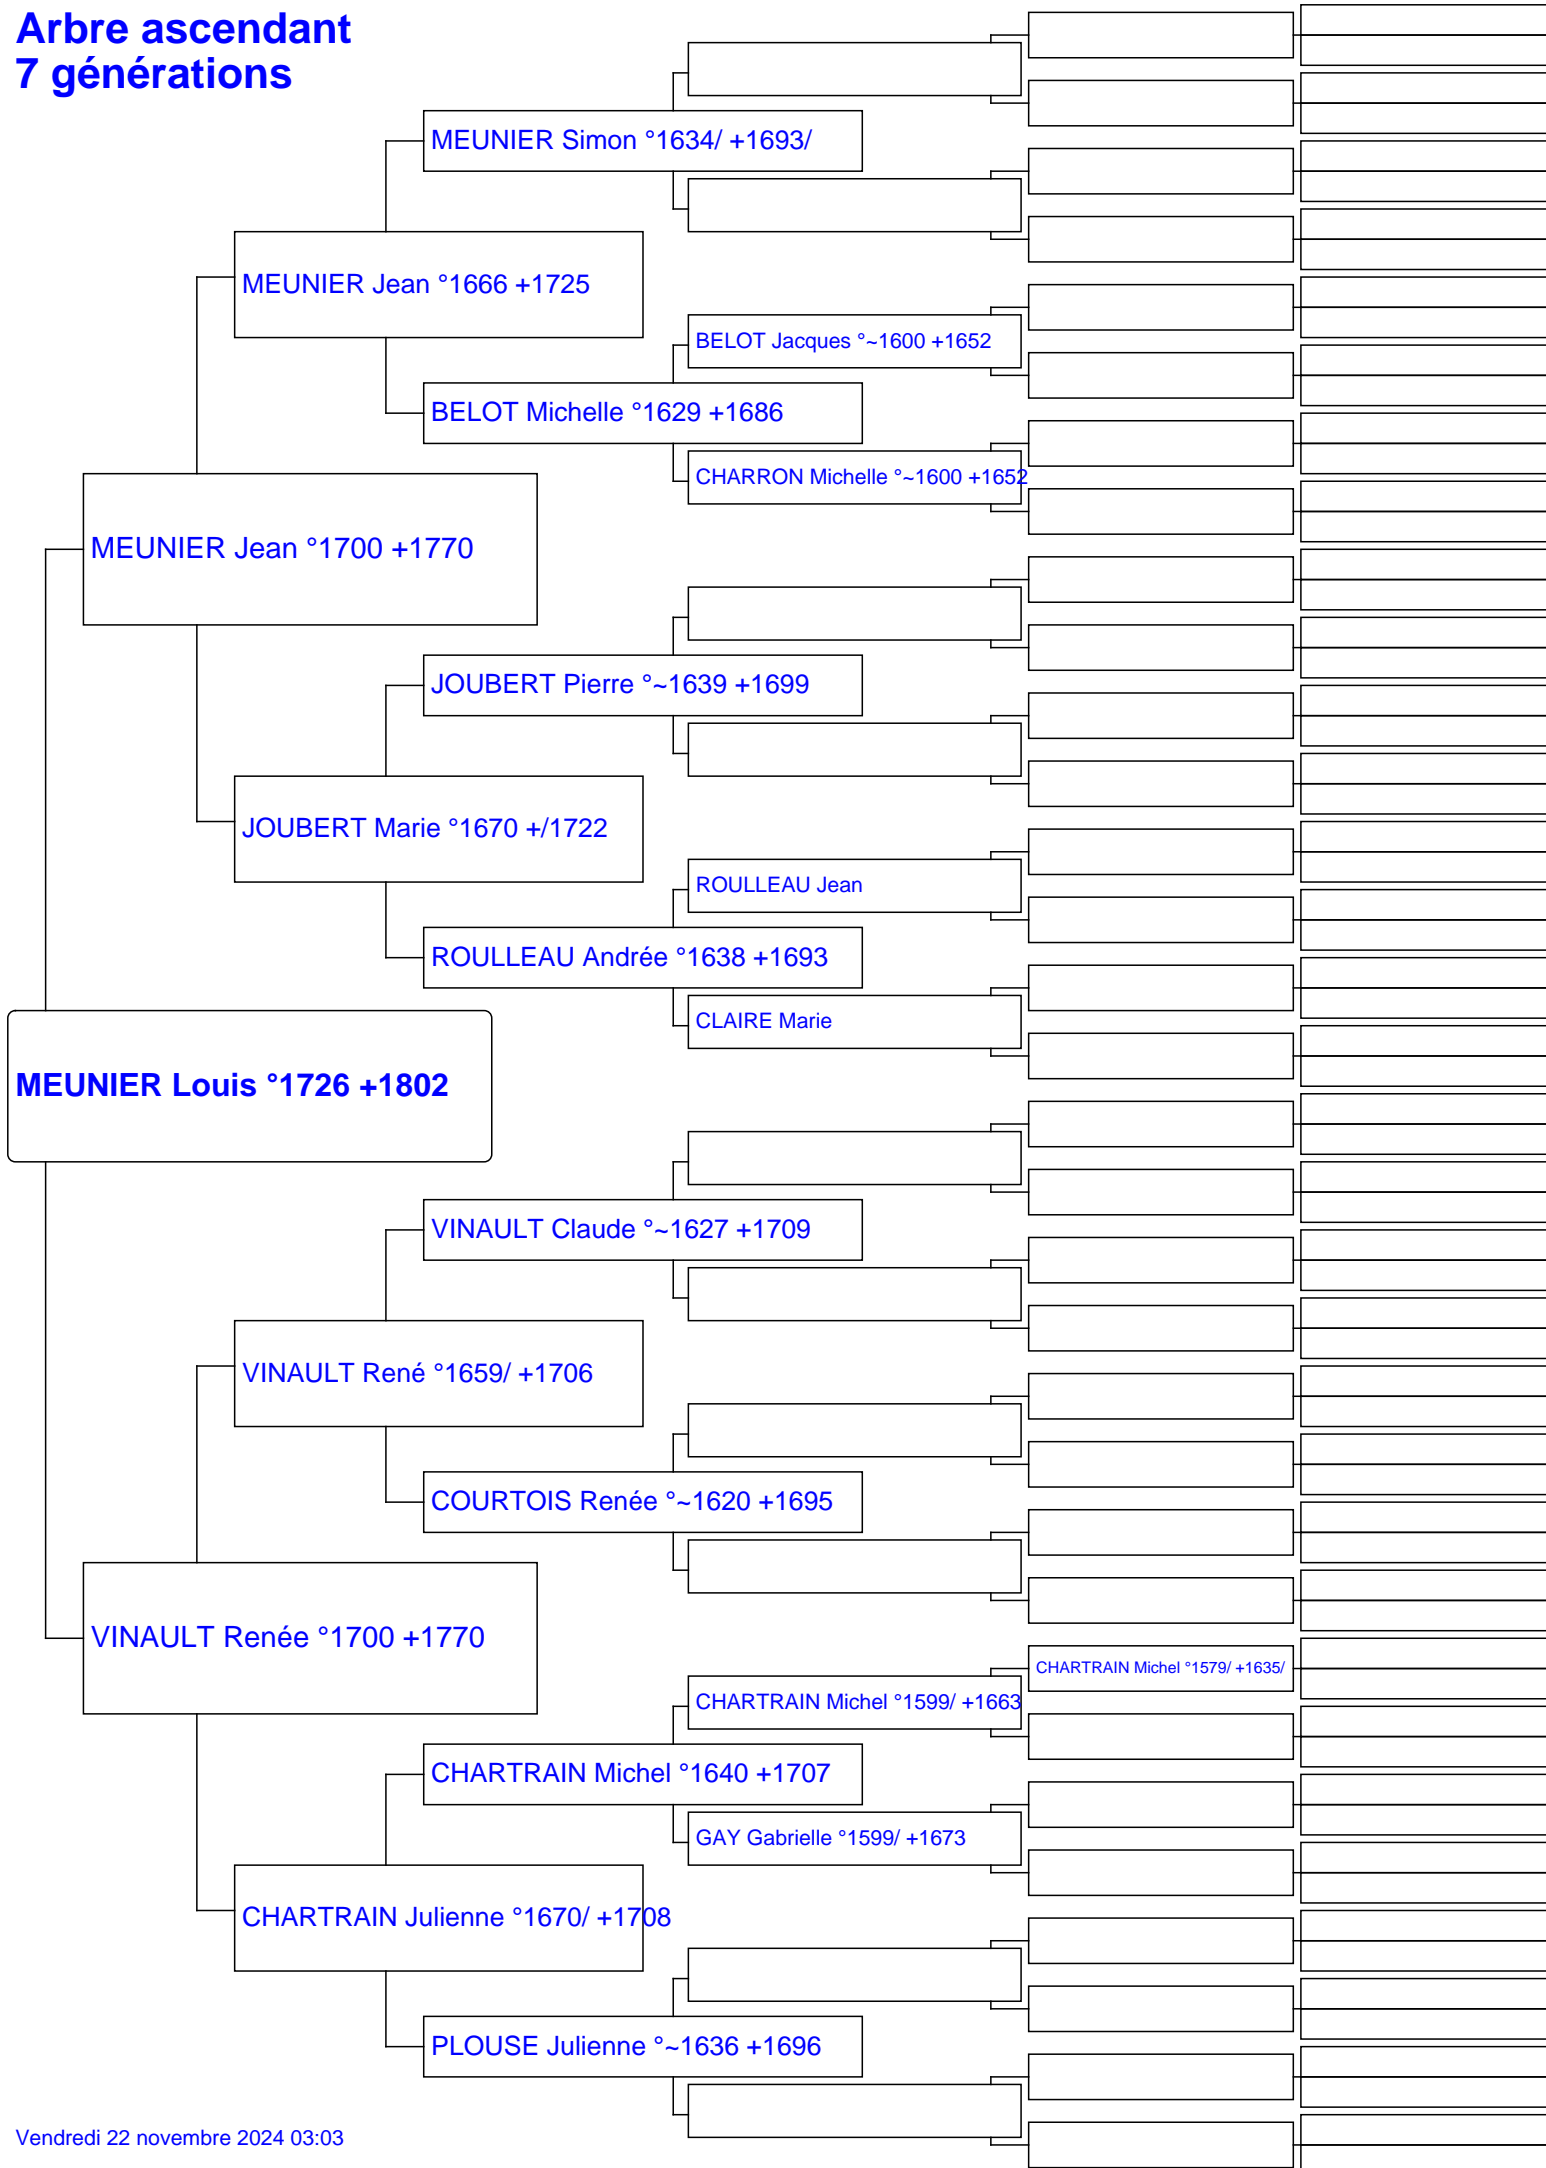 Arbre ascendant
7 générations
MEUNIER Simon °1634/ +1693/
MEUNIER Jean °1666 +1725
BELOT Jacques °~1600 +1652
BELOT Michelle °1629 +1686
CHARRON Michelle °~1600 +1652
MEUNIER Jean °1700 +1770
JOUBERT Pierre °~1639 +1699
JOUBERT Marie °1670 +/1722
ROULLEAU Jean
ROULLEAU Andrée °1638 +1693
CLAIRE Marie
MEUNIER Louis °1726 +1802
VINAULT Claude °~1627 +1709
VINAULT René °1659/ +1706
COURTOIS Renée °~1620 +1695
VINAULT Renée °1700 +1770
CHARTRAIN Michel °1579/ +1635/
CHARTRAIN Michel °1599/ +1663
CHARTRAIN Michel °1640 +1707
GAY Gabrielle °1599/ +1673
CHARTRAIN Julienne °1670/ +1708
PLOUSE Julienne °~1636 +1696
Vendredi 22 novembre 2024 03:03